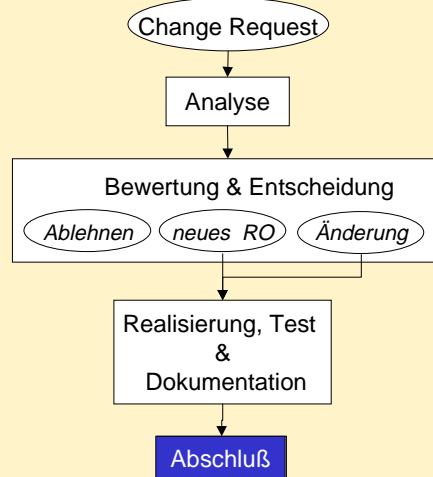 Change Request
Analyse
Bewertung & Entscheidung
Ablehnen neues RO Änderung
Realisierung, Test
&
Dokumentation
Abschluß